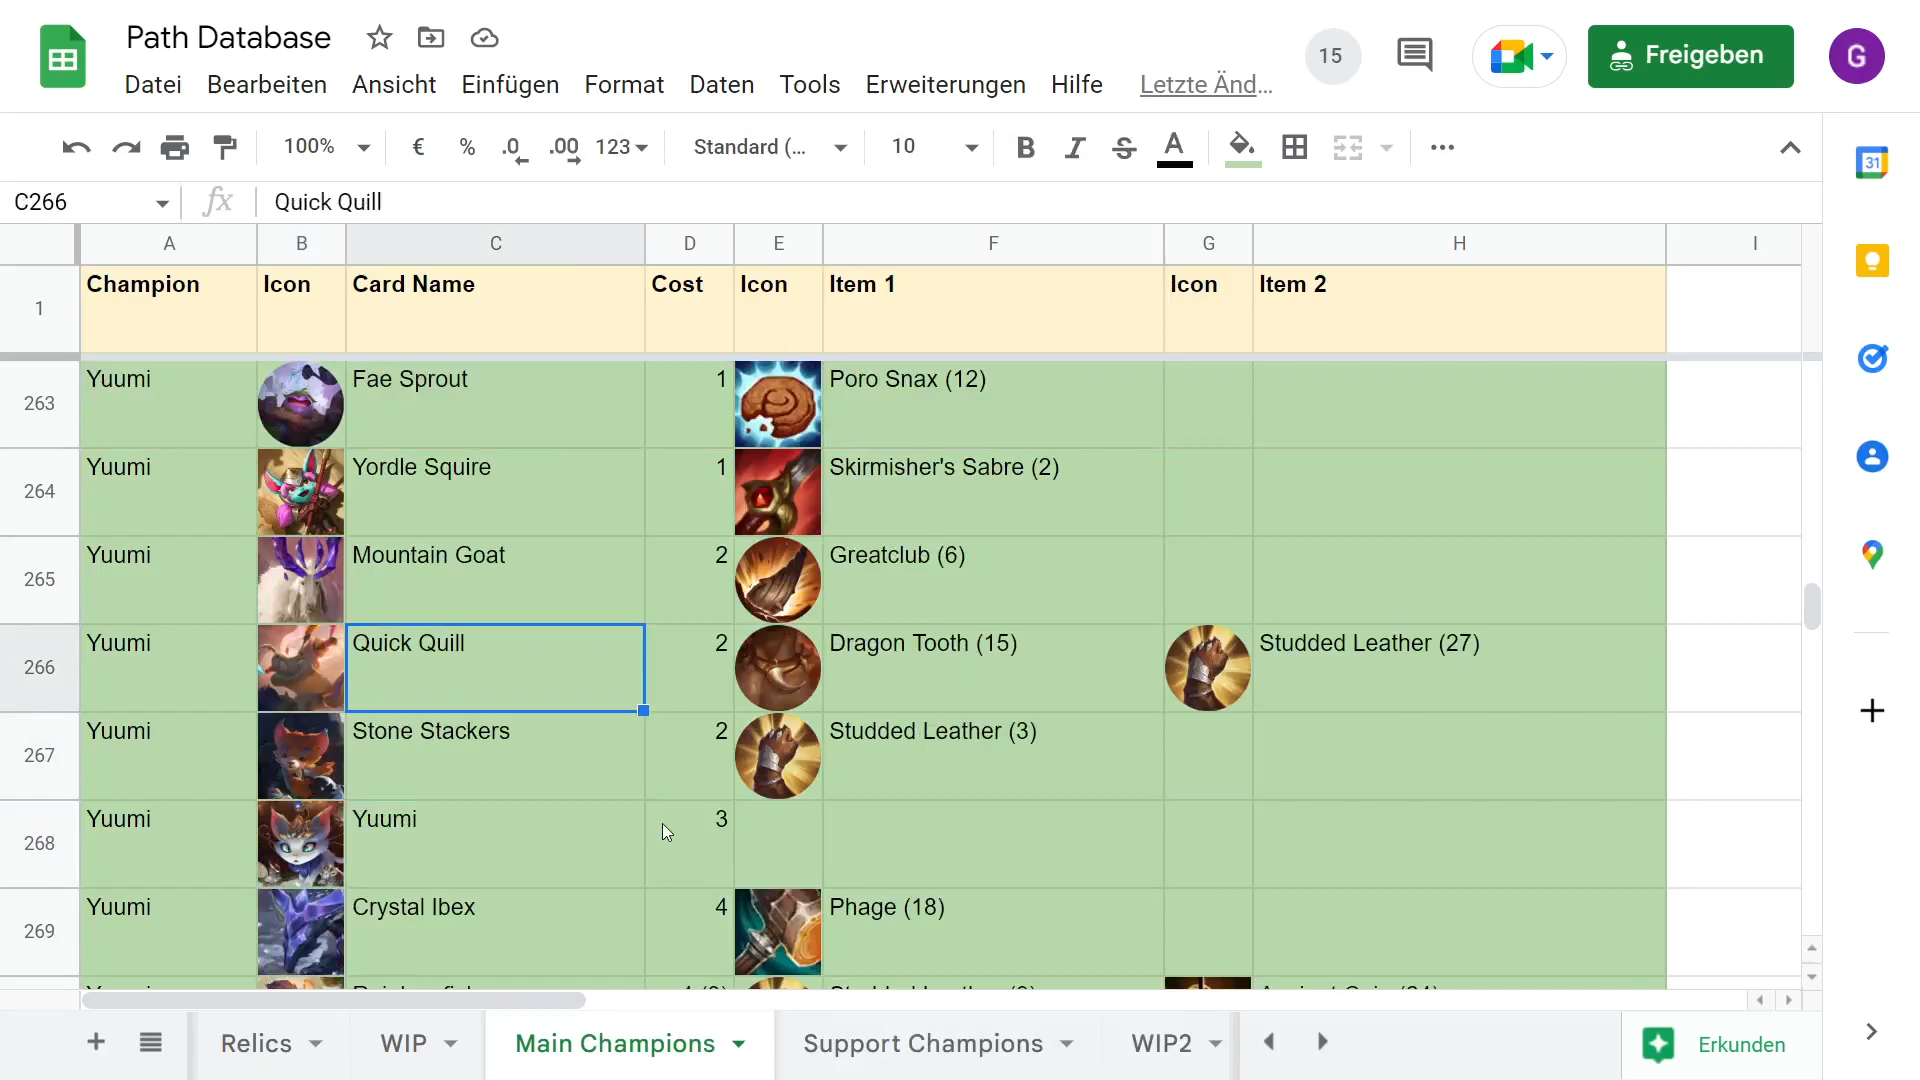 Path Database
Datei Bearbeiten Ansicht Einfügen Format Daten Tools Erweiterungen Hilfe Letzte Änd...
15
Freigeben
G
100% € % .0 .00 123 Standard (... 10 B I S A
31
C266 fx Quick Quill
A B C D E F G H I
1 Champion Icon Card Name Cost Icon Item 1 Icon Item 2
263 Yuumi Fae Sprout 1 Poro Snax (12)
264 Yuumi Yordle Squire 1 Skirmisher's Sabre (2)
265 Yuumi Mountain Goat 2 Greatclub (6)
266 Yuumi Quick Quill 2 Dragon Tooth (15) Studded Leather (27)
267 Yuumi Stone Stackers 2 Studded Leather (3)
268 Yuumi Yuumi 3
269 Yuumi Crystal Ibex 4 Phage (18)
Relics WIP Main Champions Support Champions WIP2 Erkunden